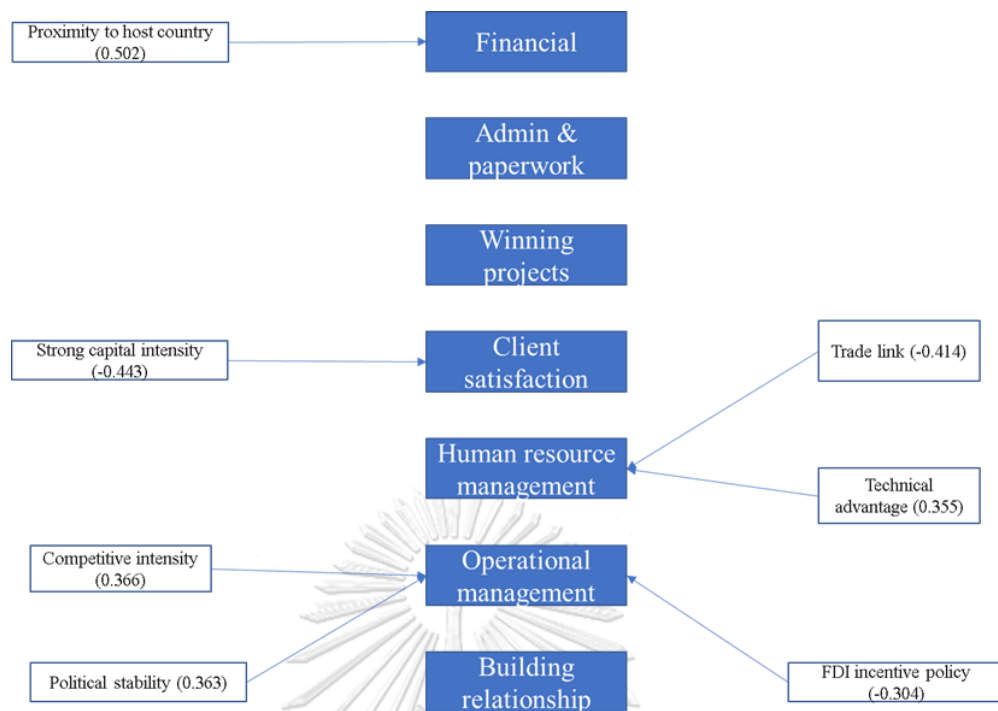 Proximity to host country
(0.502)
Financial
Admin &
paperwork
Winning
projects
Strong capital intensity
(-0.443)
Client
satisfaction
Trade link (-0.414)
Human resource
management
Technical
advantage (0.355)
Competitive intensity
(0.366)
Operational
management
Political stability (0.363)
Building
relationship
FDI incentive policy
(-0.304)